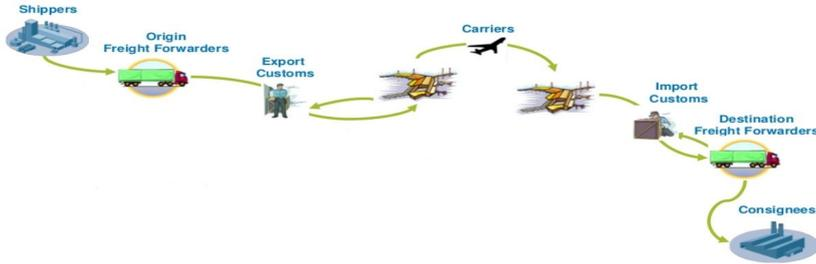 Shippers
Origin
Freight Forwarders
Export
Customs
Carriers
Import
Customs
Destination
Freight Forwarders
Consignees